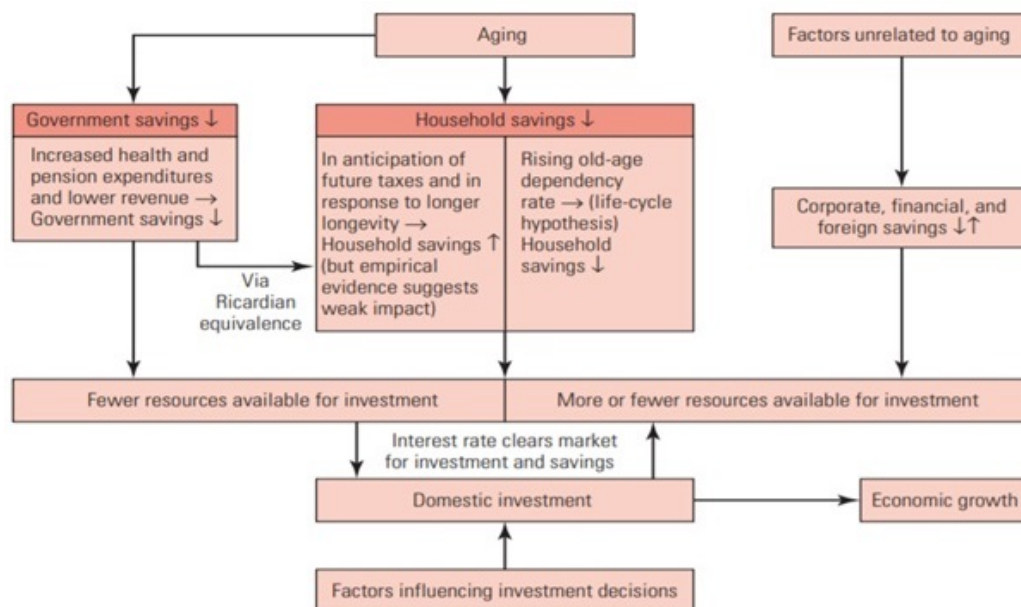 Aging
Factors unrelated to aging
Government savings ↓
Increased health and
pension expenditures
and lower revenue →
Government savings ↓
Household savings ↓
In anticipation of
future taxes and in
response to longer
longevity →
Household savings ↑
(but empirical
evidence suggests
weak impact)
Rising old-age
dependency
rate → (life-cycle
hypothesis)
Household
savings ↓
Corporate, financial, and
foreign savings ↓↑
Via
Ricardian
equivalence
Fewer resources available for investment
More or fewer resources available for investment
Interest rate clears market
for investment and savings
Domestic investment
Economic growth
Factors influencing investment decisions